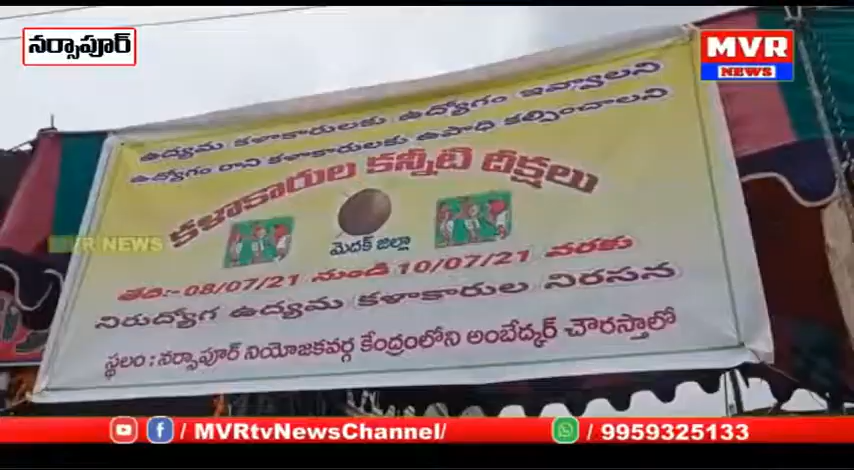 నర్సాపూర్
MVR
NEWS
ఉద్యమ కళాకారులకు ఉద్యోగం ఇవ్వాలని
ఉద్యోగం రాని కళాకారులకు ఉపాధి కల్పించాలని
కళాకారుల కన్నీటి దీక్షలు
మెదక్ జిల్లా
తేది:-08/07/21 నుండి 10/07/21 వరకు
నిరుద్యోగ ఉద్యమ కళాకారుల నిరసన
స్థలం : నర్సాపూర్ నియోజకవర్గ కేంద్రంలోని అంబేద్కర్ చౌరస్తాలో
MVR NEWS
/ MVRtvNewsChannel/ / 9959325133